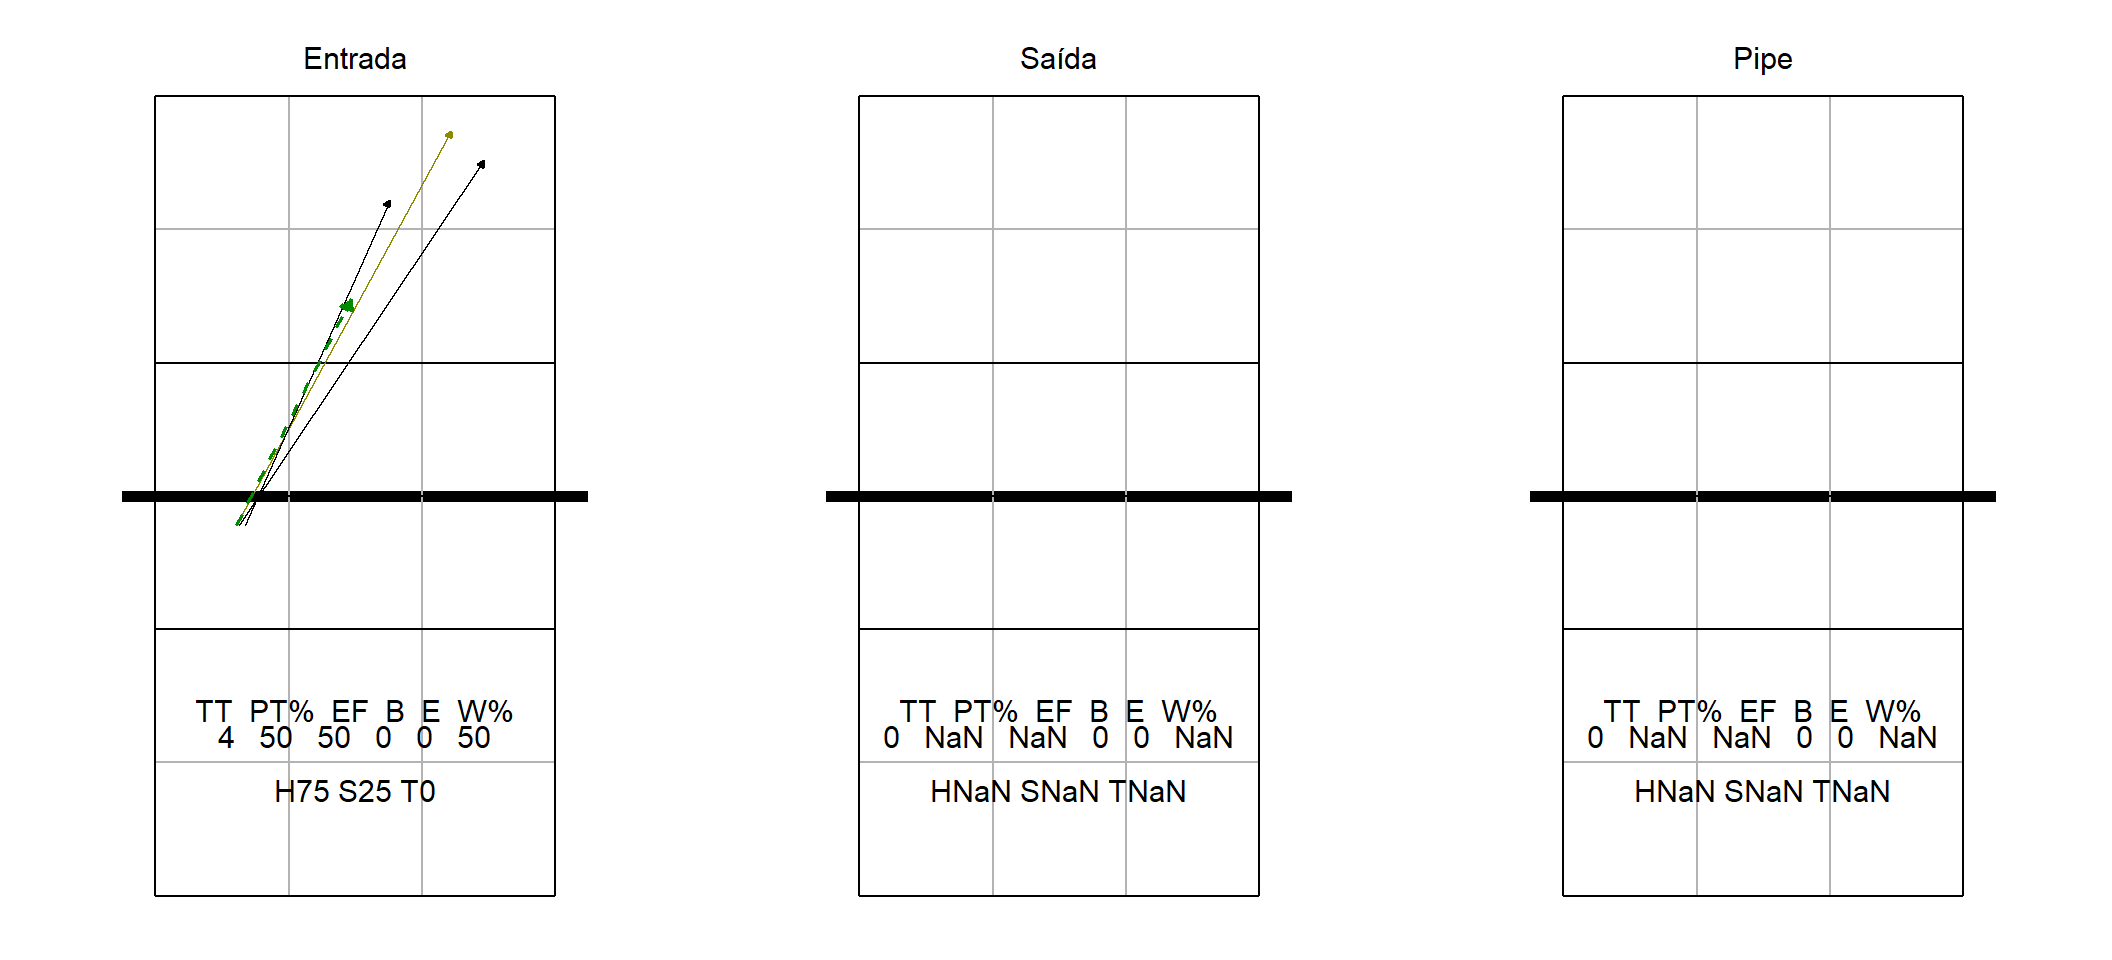 Entrada
TT PT% EF B E W%
4 50 50 0 0 50
H75 S25 T0
Saída
TT PT% EF B E W%
0 NaN NaN 0 0 NaN
HNaN SNaN TNaN
Pipe
TT PT% EF B E W%
0 NaN NaN 0 0 NaN
HNaN SNaN TNaN